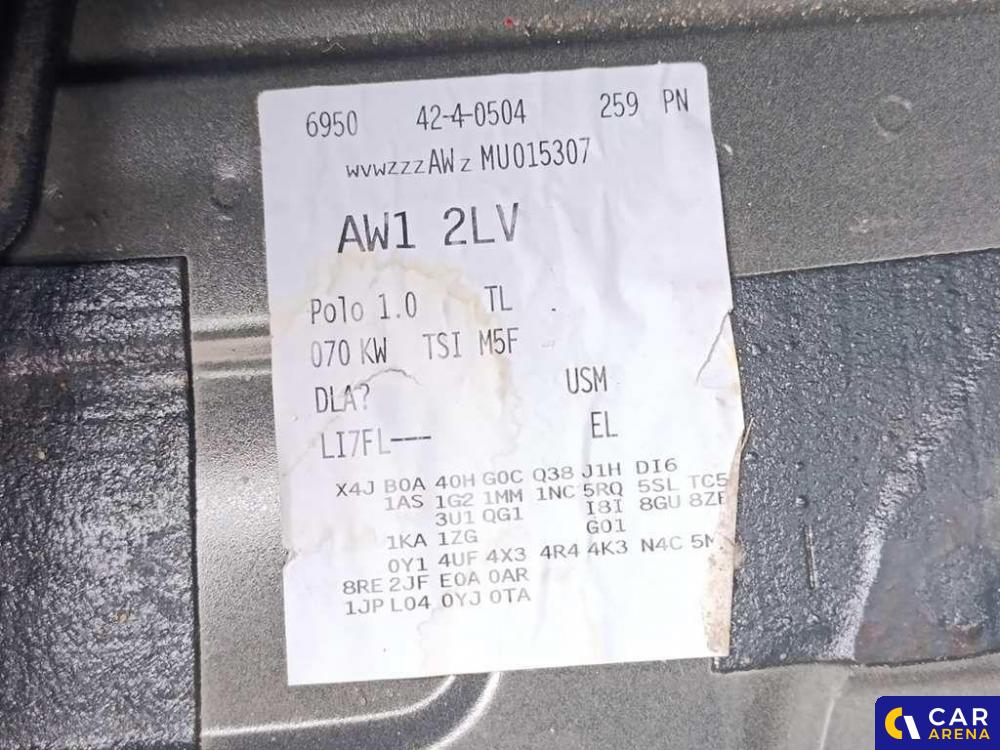 6950 42-4-0504 259 PN
WVWZZZAWZMU015307
AW1 2LV
Polo 1.0 TL
070 KW TSI M5F
DLA? USM
LI7FL--- EL
X4J B0A 40H G0C Q38 J1H DI6
1AS 1G2 1MM 1NC 5RQ 5SL TC5
3U1 QG1 I8I 8GU
1KA 1ZG G01
0Y1 4UF 4X3 4R4 4K3 N4C
8RE 2JF E0A 0AR
1JP L04 0YJ 0TA
CAR
ARENA